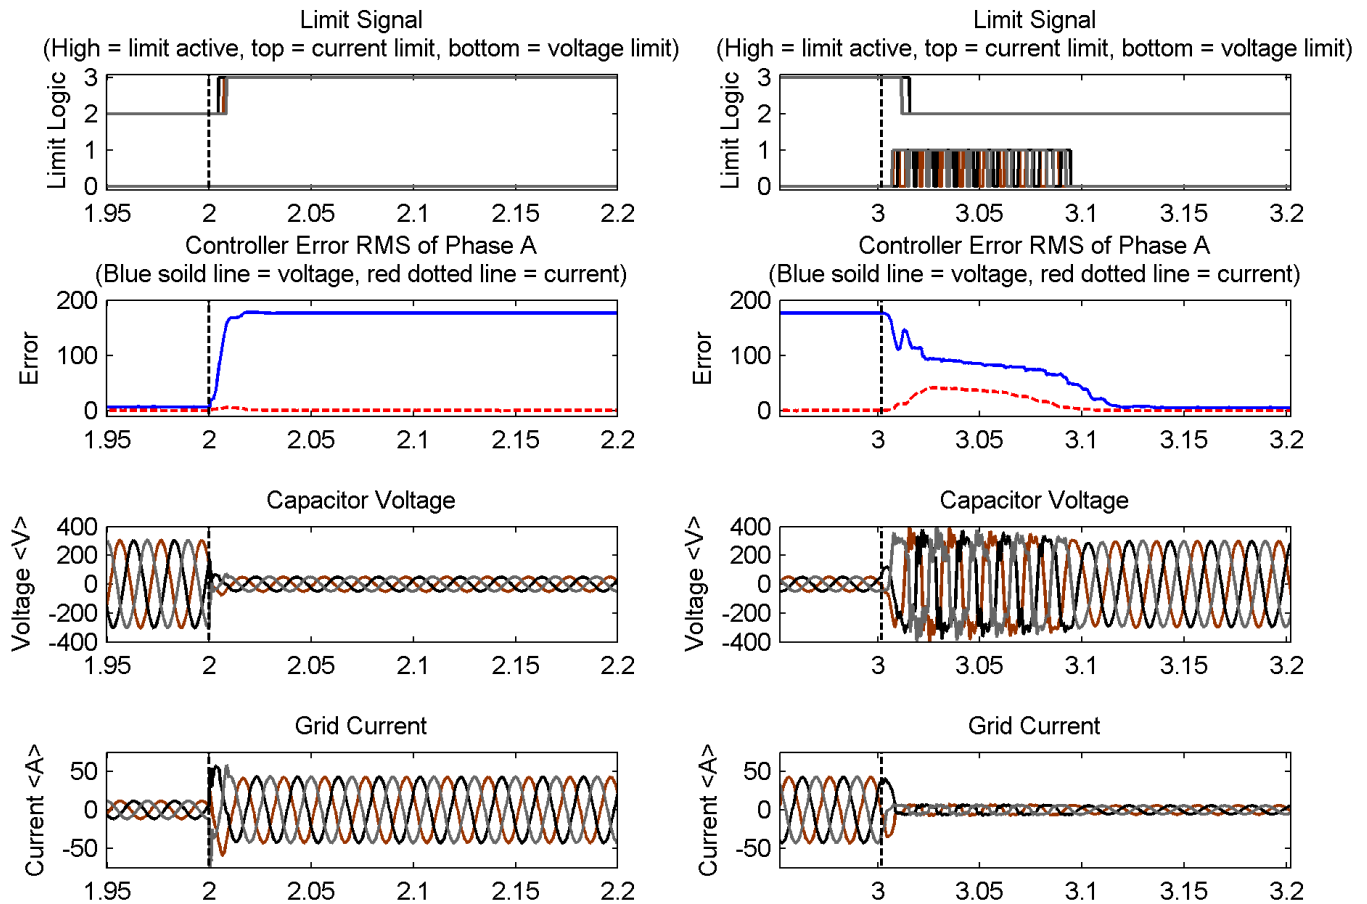 Limit Signal
(High = limit active, top = current limit, bottom = voltage limit)
Limit Logic
3
2
1
0
1.95 2 2.05 2.1 2.15 2.2
Controller Error RMS of Phase A
(Blue soild line = voltage, red dotted line = current)
Error
200
100
0
1.95 2 2.05 2.1 2.15 2.2
Capacitor Voltage
Voltage <V>
400
200
0
-200
-400
1.95 2 2.05 2.1 2.15 2.2
Grid Current
Current <A>
50
0
-50
1.95 2 2.05 2.1 2.15 2.2
Limit Signal
(High = limit active, top = current limit, bottom = voltage limit)
Limit Logic
3
2
1
0
3 3.05 3.1 3.15 3.2
Controller Error RMS of Phase A
(Blue soild line = voltage, red dotted line = current)
Error
200
100
0
3 3.05 3.1 3.15 3.2
Capacitor Voltage
Voltage <V>
400
200
0
-200
-400
3 3.05 3.1 3.15 3.2
Grid Current
Current <A>
50
0
-50
3 3.05 3.1 3.15 3.2